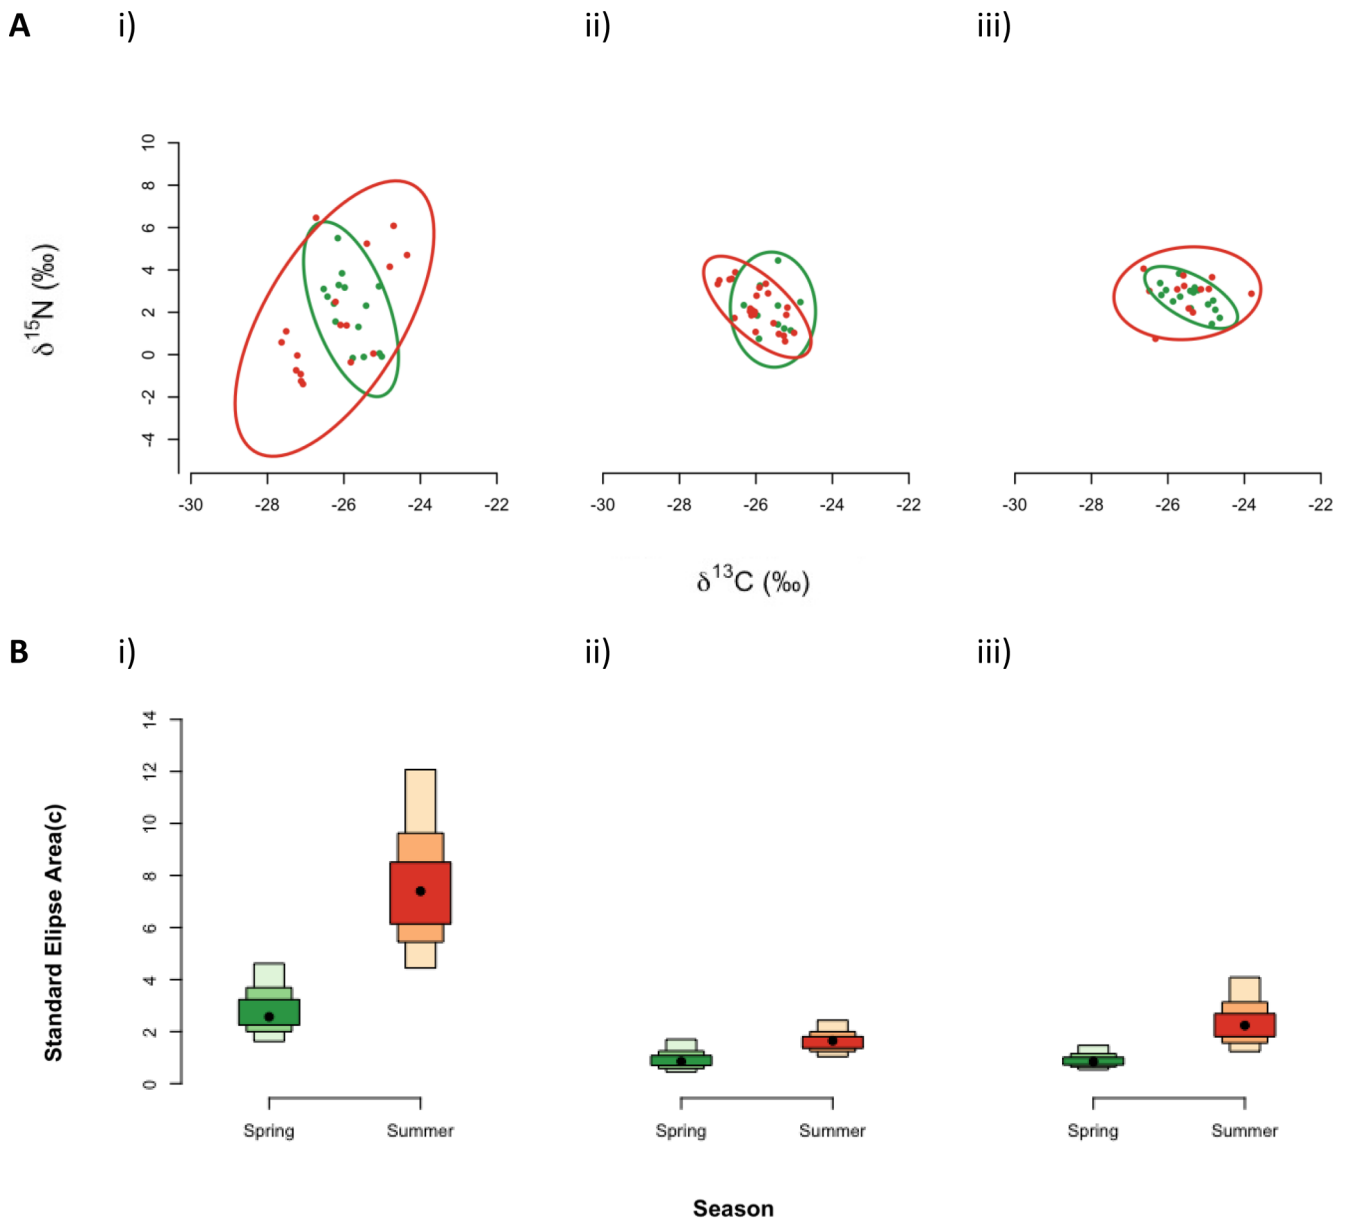 A i) ii) iii)
δ15N (‰)
10
8
6
4
2
0
-2
-4
-30 -28 -26 -24 -22
-30 -28 -26 -24 -22
-30 -28 -26 -24 -22
δ13C (‰)
B i) ii) iii)
Standard Elipse Area(c)
14
12
10
8
6
4
2
0
Spring Summer
Spring Summer
Spring Summer
Season